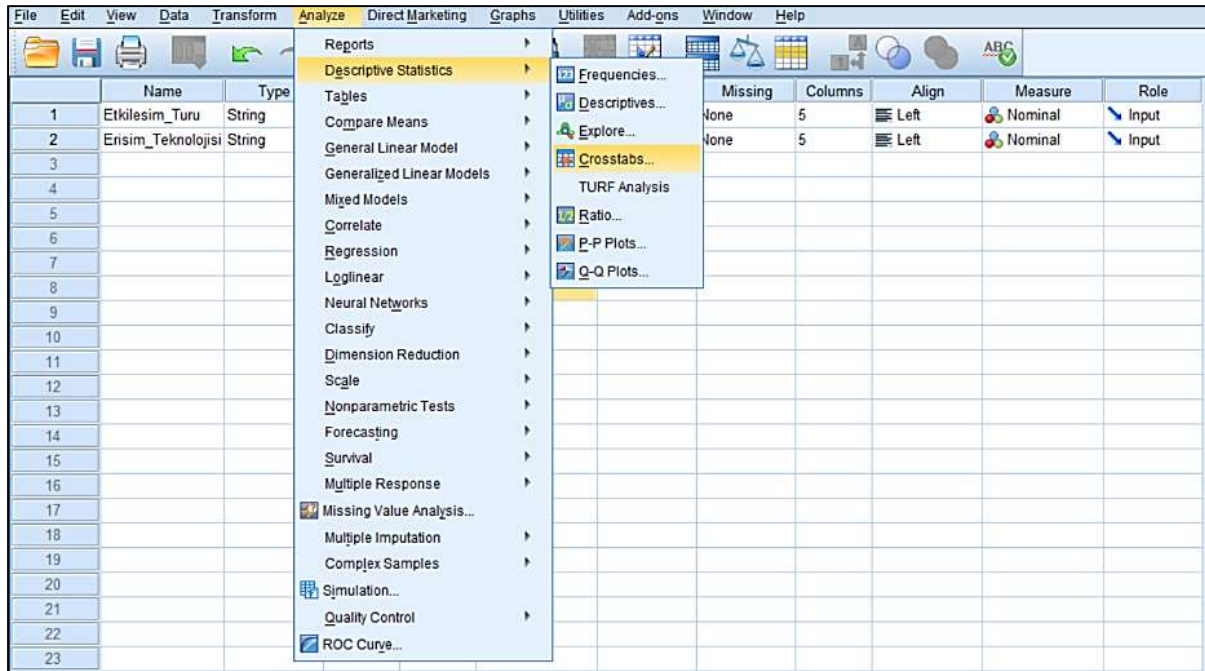 File Edit View Data Transform Analyze Direct Marketing Graphs Utilities Add-ons Window Help
Reports
Descriptive Statistics
Tables
Compare Means
General Linear Model
Generalized Linear Models
Mixed Models
Correlate
Regression
Loglinear
Neural Networks
Classify
Dimension Reduction
Scale
Nonparametric Tests
Forecasting
Survival
Multiple Response
Missing Value Analysis...
Multiple Imputation
Complex Samples
Simulation...
Quality Control
ROC Curve...
Frequencies...
Descriptives...
Explore...
Crosstabs...
TURF Analysis
Ratio...
P-P Plots...
Q-Q Plots...
Name Type Missing Columns Align Measure Role
1 Etkilesim_Turu String None 5 Left Nominal Input
2 Erisim_Teknolojisi String None 5 Left Nominal Input
3
4
5
6
7
8
9
10
11
12
13
14
15
16
17
18
19
20
21
22
23